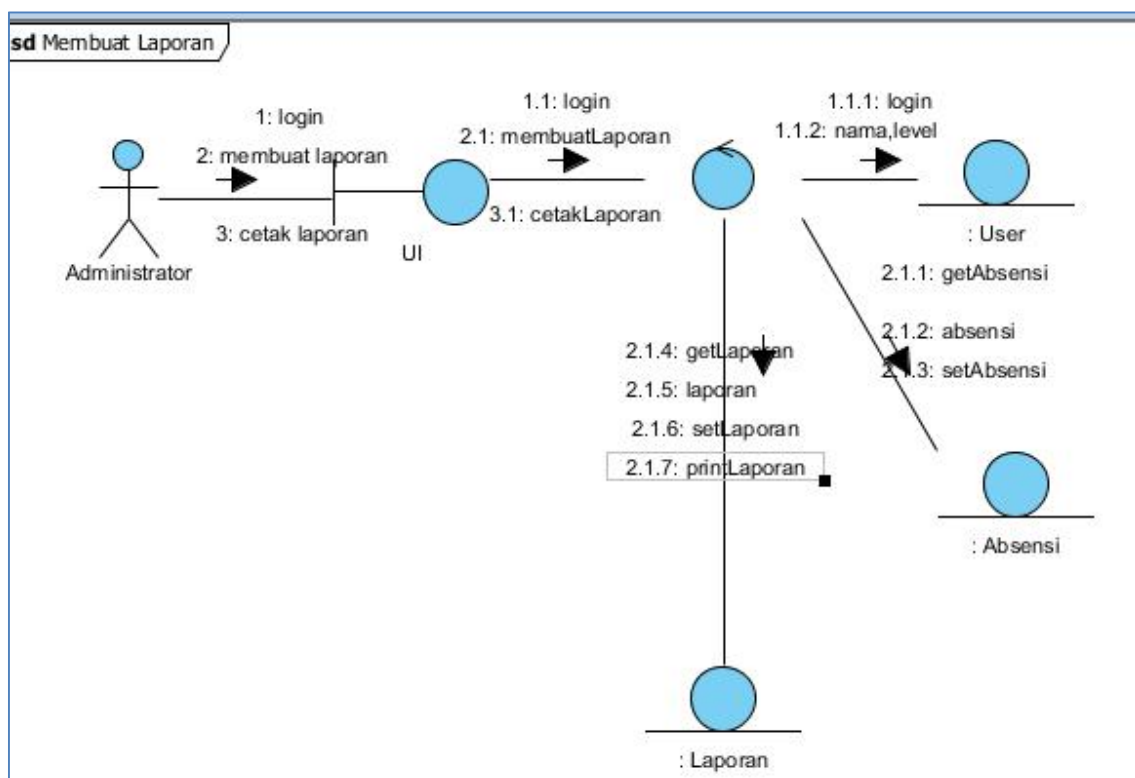 sd Membuat Laporan
1: login
2: membuat laporan
3: cetak laporan
Administrator
UI
1.1: login
2.1: membuatLaporan
3.1: cetakLaporan
1.1.1: login
1.1.2: nama,level
: User
2.1.1: getAbsensi
2.1.2: absensi
2.1.3: setAbsensi
: Absensi
2.1.4: getLaporan
2.1.5: laporan
2.1.6: setLaporan
2.1.7: printLaporan
: Laporan